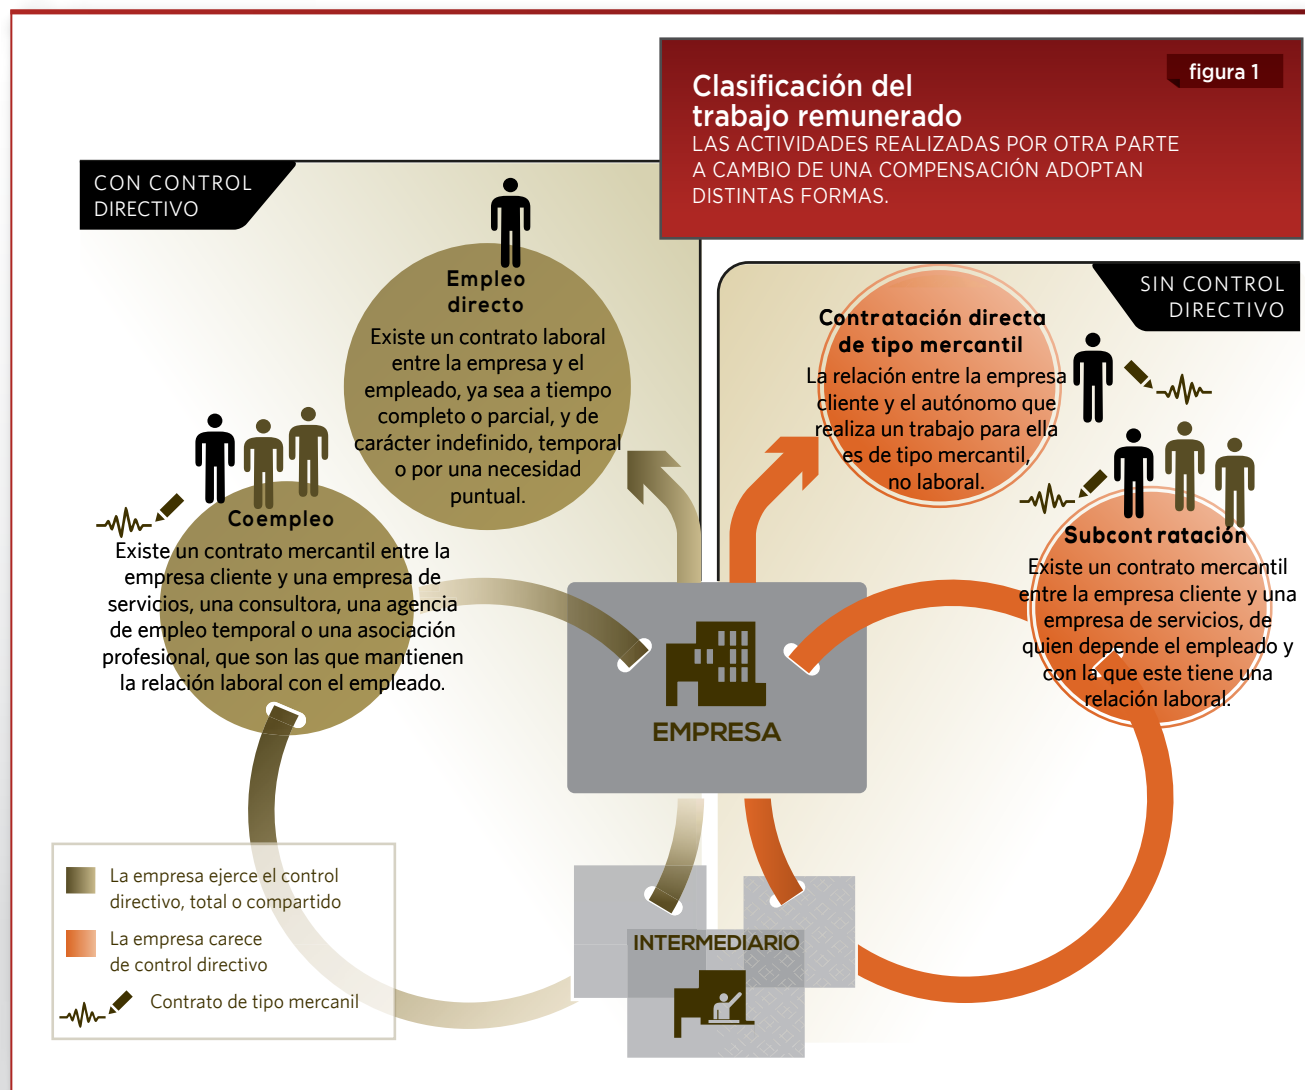 figura 1
Clasificación del
trabajo remunerado
LAS ACTIVIDADES REALIZADAS POR OTRA PARTE
A CAMBIO DE UNA COMPENSACIÓN ADOPTAN
DISTINTAS FORMAS.
CON CONTROL
DIRECTIVO
Empleo
directo
Existe un contrato laboral
entre la empresa y el
empleado, ya sea a tiempo
completo o parcial, y de
carácter indefinido, temporal
o por una necesidad
puntual.
Coempleo
Existe un contrato mercantil entre la
empresa cliente y una empresa de
servicios, una consultora, una agencia
de empleo temporal o una asociación
profesional, que son las que mantienen
la relación laboral con el empleado.
SIN CONTROL
DIRECTIVO
Contratación directa
de tipo mercantil
La relación entre la empresa
cliente y el autónomo que
realiza un trabajo para ella
es de tipo mercantil,
no laboral.
Subcont ratación
Existe un contrato mercantil
entre la empresa cliente y una
empresa de servicios, de
quien depende el empleado y
con la que este tiene una
relación laboral.
EMPRESA
INTERMEDIARIO
La empresa ejerce el control
directivo, total o compartido
La empresa carece
de control directivo
Contrato de tipo mercanil